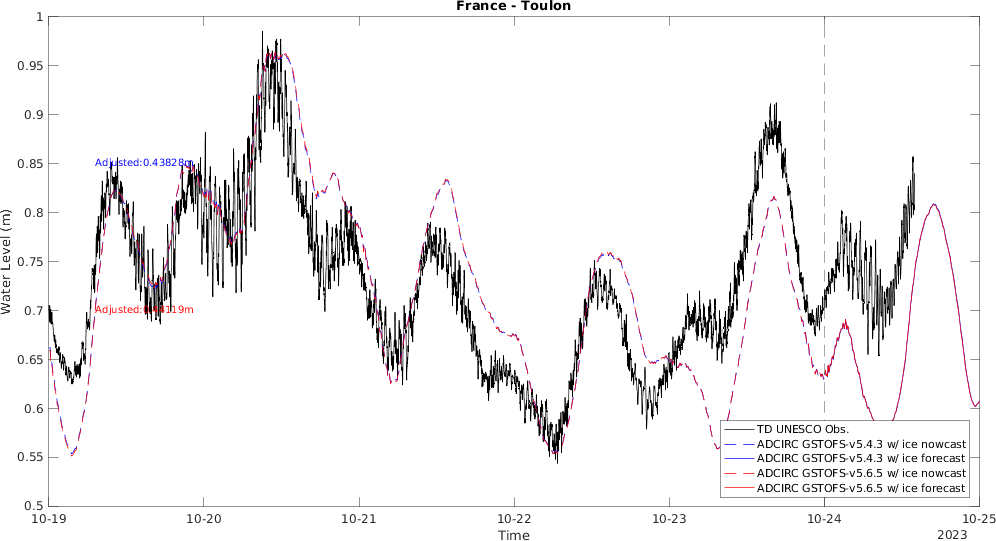 France - Toulon
Water Level (m)
1
0.95
0.9
0.85
0.8
0.75
0.7
0.65
0.6
0.55
0.5
Adjusted:0.43828m
TD UNESCO Obs.
ADCIRC GSTOFS-v5.4.3 w/ ice nowcast
ADCIRC GSTOFS-v5.4.3 w/ ice forecast
ADCIRC GSTOFS-v5.6.5 w/ ice nowcast
ADCIRC GSTOFS-v5.6.5 w/ ice forecast
10-19
10-20
10-21
10-22
10-23
10-24
10-25
Time
2023